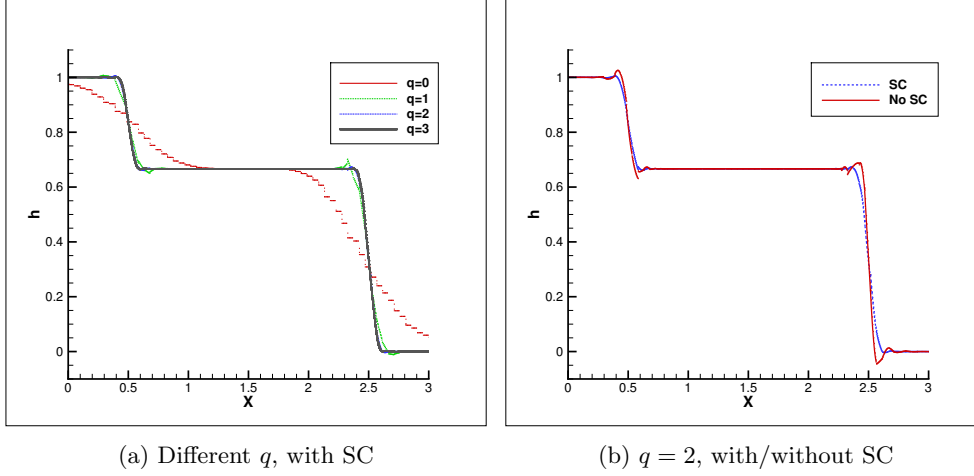 h
1
0.8
0.6
0.4
0.2
0
0
0.5
1
1.5
2
2.5
3
X
q=0
q=1
q=2
q=3
(a) Different q, with SC
h
1
0.8
0.6
0.4
0.2
0
0
0.5
1
1.5
2
2.5
3
X
SC
No SC
(b) q = 2, with/without SC